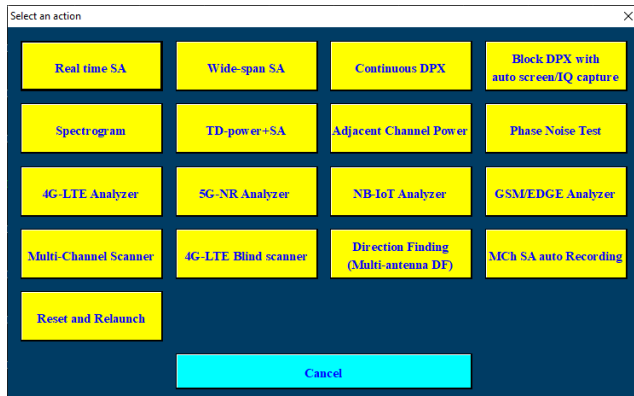 Select an action
Real time SA
Wide-span SA
Continuous DPX
Block DPX with
auto screen/IQ capture
Spectrogram
TD-power+SA
Adjacent Channel Power
Phase Noise Test
4G-LTE Analyzer
5G-NR Analyzer
NB-IoT Analyzer
GSM/EDGE Analyzer
Multi-Channel Scanner
4G-LTE Blind scanner
Direction Finding
(Multi-antenna DF)
MCh SA auto Recording
Reset and Relaunch
Cancel